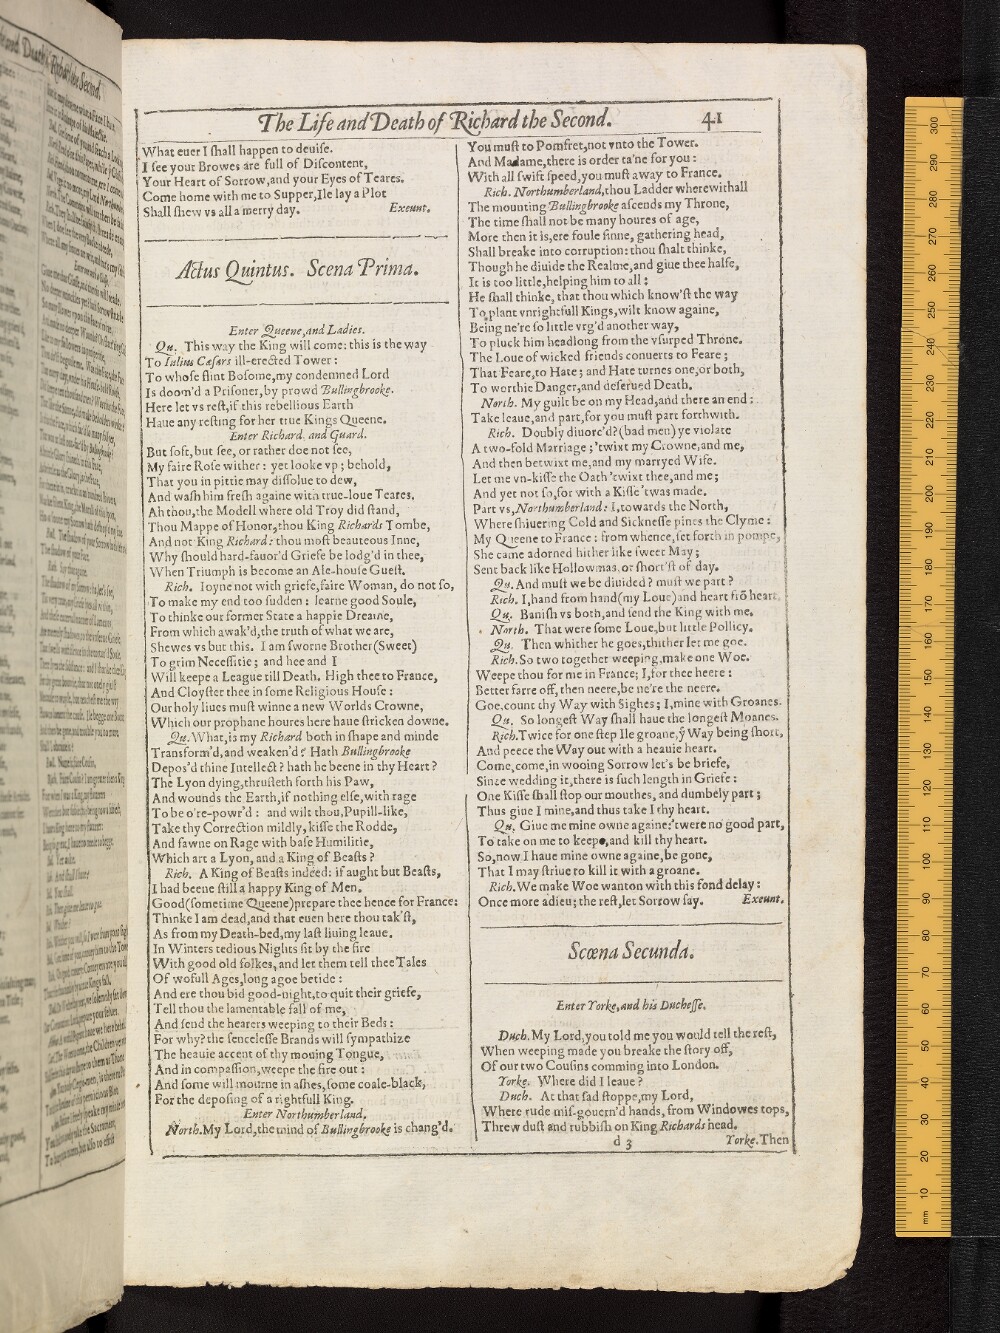 The Life and Death of Richard the Second. 41
What euer I ſhall happen to deuiſe.
I ſee your Browes are full of Diſcontent,
Your Heart of Sorrow, and your Eyes of Teares.
Come home with me to Supper, Ile lay a Plot
Shall ſhew vs all a merry day. Exeunt.
Actus Quintus. Scena Prima.
Enter Queene, and Ladies.
Qu. This way the King will come: this is the way
To Iulius Cæſars ill-erected Tower:
To whoſe flint Boſome, my condemned Lord
Is doom'd a Priſoner, by prowd Bullingbrooke.
Here let vs reſt, if this rebellious Earth
Haue any reſting for her true Kings Queene.
Enter Richard, and Guard.
But ſoft, but ſee, or rather doe not ſee,
My faire Roſe wither: yet looke vp; behold,
That you in pittie may diſſolue to dew,
And waſh him freſh againe with true-loue Teares.
Ah thou, the Modell where old Troy did ſtand,
Thou Mappe of Honor, thou King Richards Tombe,
And not King Richard: thou moſt beauteous Inne,
Why ſhould hard-fauor'd Griefe be lodg'd in thee,
When Triumph is become an Ale-houſe Gueſt.
Rich. Ioyne not with griefe, faire Woman, do not ſo,
To make my end too ſudden: learne good Soule,
To thinke our former State a happie Dreame,
From which awak'd, the truth of what we are,
Shewes vs but this. I am ſworne Brother (Sweet)
To grim Neceſſitie; and hee and I
Will keepe a League till Death. High thee to France,
And Cloyſter thee in ſome Religious Houſe:
Our holy liues muſt winne a new Worlds Crowne,
Which our prophane houres here haue ſtricken downe.
Qu. What, is my Richard both in ſhape and minde
Transform'd, and weaken'd? Hath Bullingbrooke
Depos'd thine Intellect? hath he beene in thy Heart?
The Lyon dying, thruſteth forth his Paw,
And wounds the Earth, if nothing elſe, with rage
To be o're-powr'd: and wilt thou, Pupill-like,
Take thy Correction mildly, kiſſe the Rodde,
And fawne on Rage with baſe Humilitie,
Which art a Lyon, and a King of Beaſts?
Rich. A King of Beaſts indeed: if aught but Beaſts,
I had beene ſtill a happy King of Men.
Good (ſometime Queene) prepare thee hence for France:
Thinke I am dead, and that euen here thou tak'ſt,
As from my Death-bed, my laſt liuing leaue.
In Winters tedious Nights ſit by the fire
With good old folkes, and let them tell thee Tales
Of wofull Ages, long agoe betide:
And ere thou bid good-night, to quit their griefe,
Tell thou the lamentable fall of me,
And ſend the hearers weeping to their Beds:
For why? the ſenceleſſe Brands will ſympathize
The heauie accent of thy mouing Tongue,
And in compaſſion, weepe the fire out:
And ſome will mourne in aſhes, ſome coale-black,
For the depoſing of a rightfull King.
Enter Northumberland.
North. My Lord, the mind of Bullingbrooke is chang'd.
You muſt to Pomfret, not vnto the Tower.
And Madame, there is order ta'ne for you:
With all ſwift ſpeed, you muſt away to France.
Rich. Northumberland, thou Ladder wherewithall
The mounting Bullingbrooke aſcends my Throne,
The time ſhall not be many houres of age,
More then it is, ere foule ſinne, gathering head,
Shall breake into corruption: thou ſhalt thinke,
Though he diuide the Realme, and giue thee halfe,
It is too little, helping him to all:
He ſhall thinke, that thou which know'ſt the way
To plant vnrightfull Kings, wilt know againe,
Being ne're ſo little vrg'd another way,
To pluck him headlong from the vſurped Throne.
The Loue of wicked friends conuerts to Feare;
That Feare, to Hate; and Hate turnes one, or both,
To worthie Danger, and deſerued Death.
North. My guilt be on my Head, and there an end:
Take leaue, and part, for you muſt part forthwith.
Rich. Doubly diuorc'd? (bad men) ye violate
A two-fold Marriage; 'twixt my Crowne, and me,
And then betwixt me, and my marryed Wife.
Let me vn-kiſſe the Oath 'twixt thee, and me;
And yet not ſo, for with a Kiſſe 'twas made.
Part vs, Northumberland: I, towards the North,
Where ſhiuering Cold and Sickneſſe pines the Clyme:
My Queene to France: from whence, ſet forth in pompe,
She came adorned hither like ſweet May;
Sent back like Hollowmas, or ſhort'ſt of day.
Qu. And muſt we be diuided? muſt we part?
Rich. I, hand from hand (my Loue) and heart frō heart.
Qu. Baniſh vs both, and ſend the King with me.
North. That were ſome Loue, but little Pollicy.
Qu. Then whither he goes, thither let me goe.
Rich. So two together weeping, make one Woe.
Weepe thou for me in France; I, for thee heere:
Better farre off, then neere, be ne're the neere.
Goe, count thy Way with Sighes; I, mine with Groanes.
Qu. So longeſt Way ſhall haue the longeſt Moanes.
Rich. Twice for one ſtep Ile groane, yͤ Way being ſhort,
And peece the Way out with a heauie heart.
Come, come, in wooing Sorrow let's be briefe,
Since wedding it, there is ſuch length in Griefe:
One Kiſſe ſhall ſtop our mouthes, and dumbely part;
Thus giue I mine, and thus take I thy heart.
Qu. Giue me mine owne againe: 'twere no good part,
To take on me to keepe, and kill thy heart.
So, now I haue mine owne againe, be gone,
That I may ſtriue to kill it with a groane.
Rich. We make Woe wanton with this fond delay:
Once more adieu; the reſt, let Sorrow ſay. Exeunt.
Scœna Secunda.
Enter Yorke, and his Ducheſſe.
Duch. My Lord, you told me you would tell the reſt,
When weeping made you breake the ſtory off,
Of our two Couſins comming into London.
Yorke. Where did I leaue?
Duch. At that ſad ſtoppe, my Lord,
Where rude miſ-gouern'd hands, from Windowes tops,
Threw duſt and rubbiſh on King Richards head.
d 3 Yorke. Then